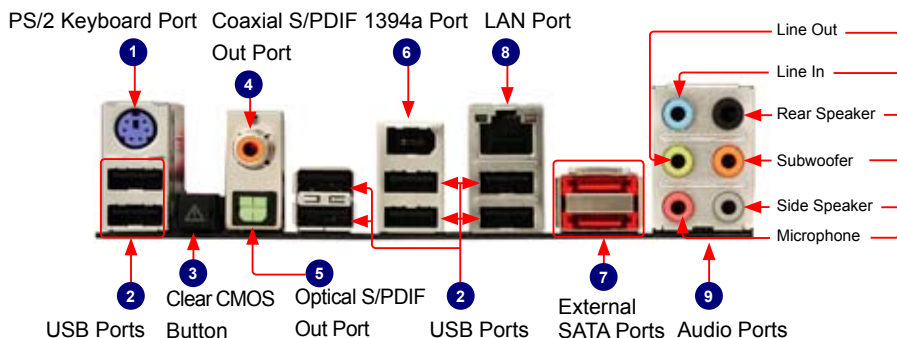 PS/2 Keyboard Port
Coaxial S/PDIF
Out Port
1394a Port
LAN Port
1
4
6
8
Line Out
Line In
Rear Speaker
Subwoofer
Side Speaker
Microphone
2
3
5
2
7
9
USB Ports
Clear CMOS
Button
Optical S/PDIF
Out Port
USB Ports
External
SATA Ports
Audio Ports